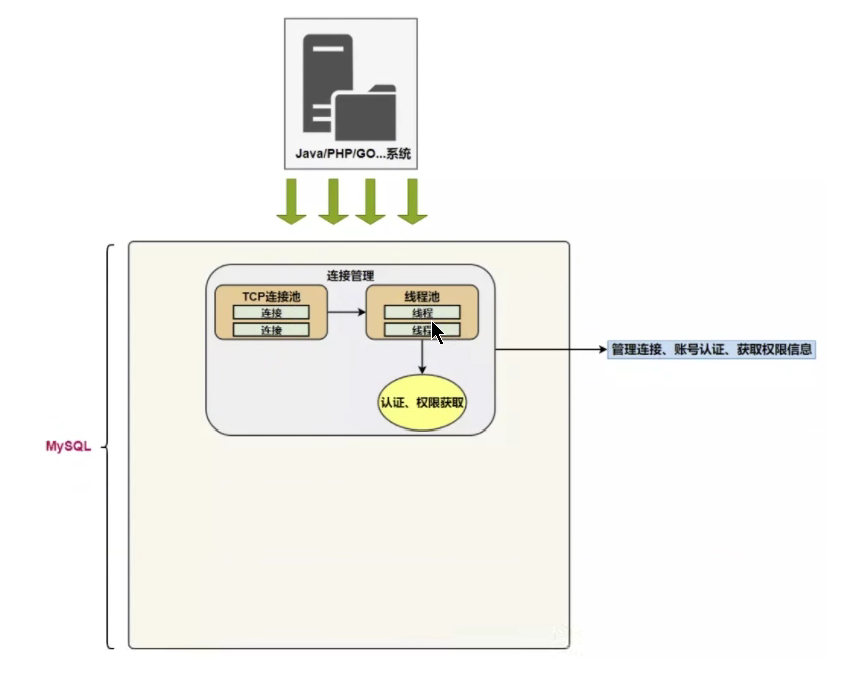 Java/PHP/GO...系统
连接管理
TCP连接池
线程池
连接
线程
连接
线程
管理连接、账号认证、获取权限信息
认证、权限获取
MySQL